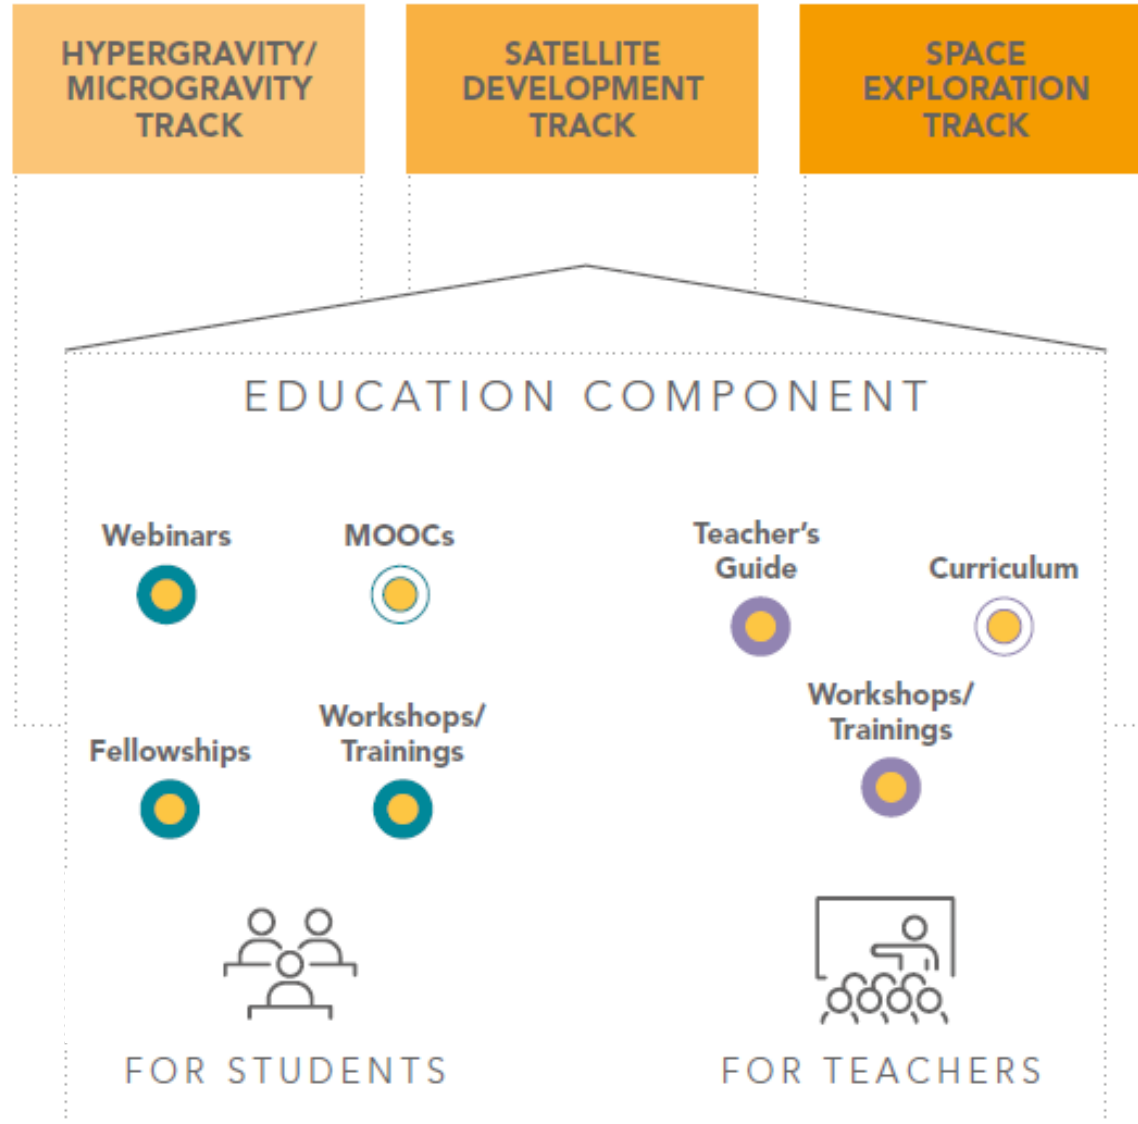 HYPERGRAVITY/
MICROGRAVITY
TRACK
SATELLITE
DEVELOPMENT
TRACK
SPACE
EXPLORATION
TRACK
EDUCATION COMPONENT
Webinars
MOOCs
Fellowships
Workshops/
Trainings
FOR STUDENTS
Teacher’s
Guide
Curriculum
Workshops/
Trainings
FOR TEACHERS